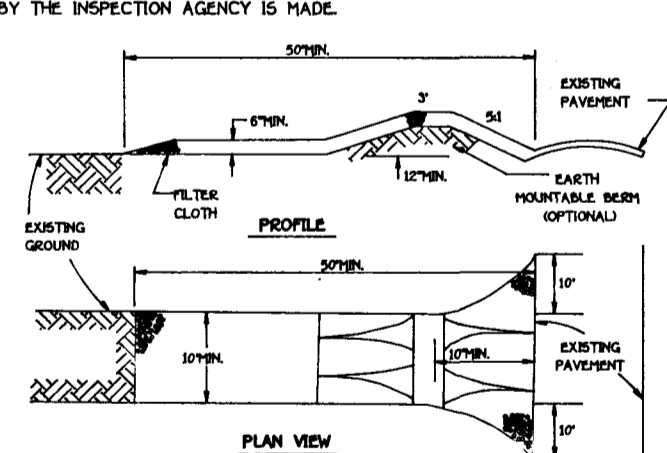 BY THE INSPECTION AGENCY IS MADE.
50'MIN.
EXISTING
PAVEMENT
3'
5:1
6"MIN.
12"MIN.
FILTER
CLOTH
EARTH
MOUNTABLE BERM
(OPTIONAL)
EXISTING
GROUND
PROFILE
50'MIN.
10'
10'MIN.
10'MIN.
EXISTING
PAVEMENT
10'
PLAN VIEW